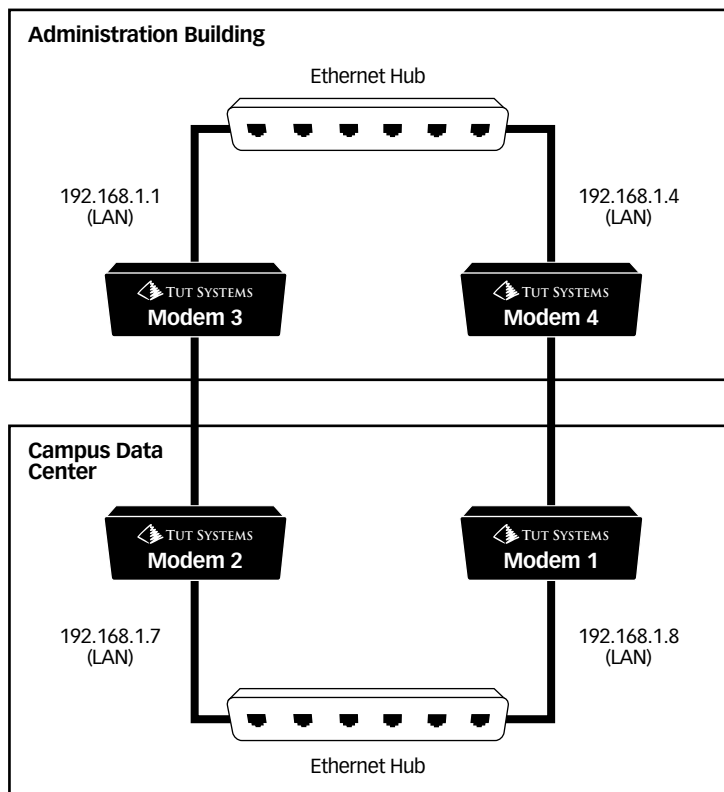 Administration Building
Ethernet Hub
192.168.1.1
(LAN)
192.168.1.4
(LAN)
TUT SYSTEMS
Modem 3
TUT SYSTEMS
Modem 4
Campus Data
Center
TUT SYSTEMS
Modem 2
TUT SYSTEMS
Modem 1
192.168.1.7
(LAN)
192.168.1.8
(LAN)
Ethernet Hub